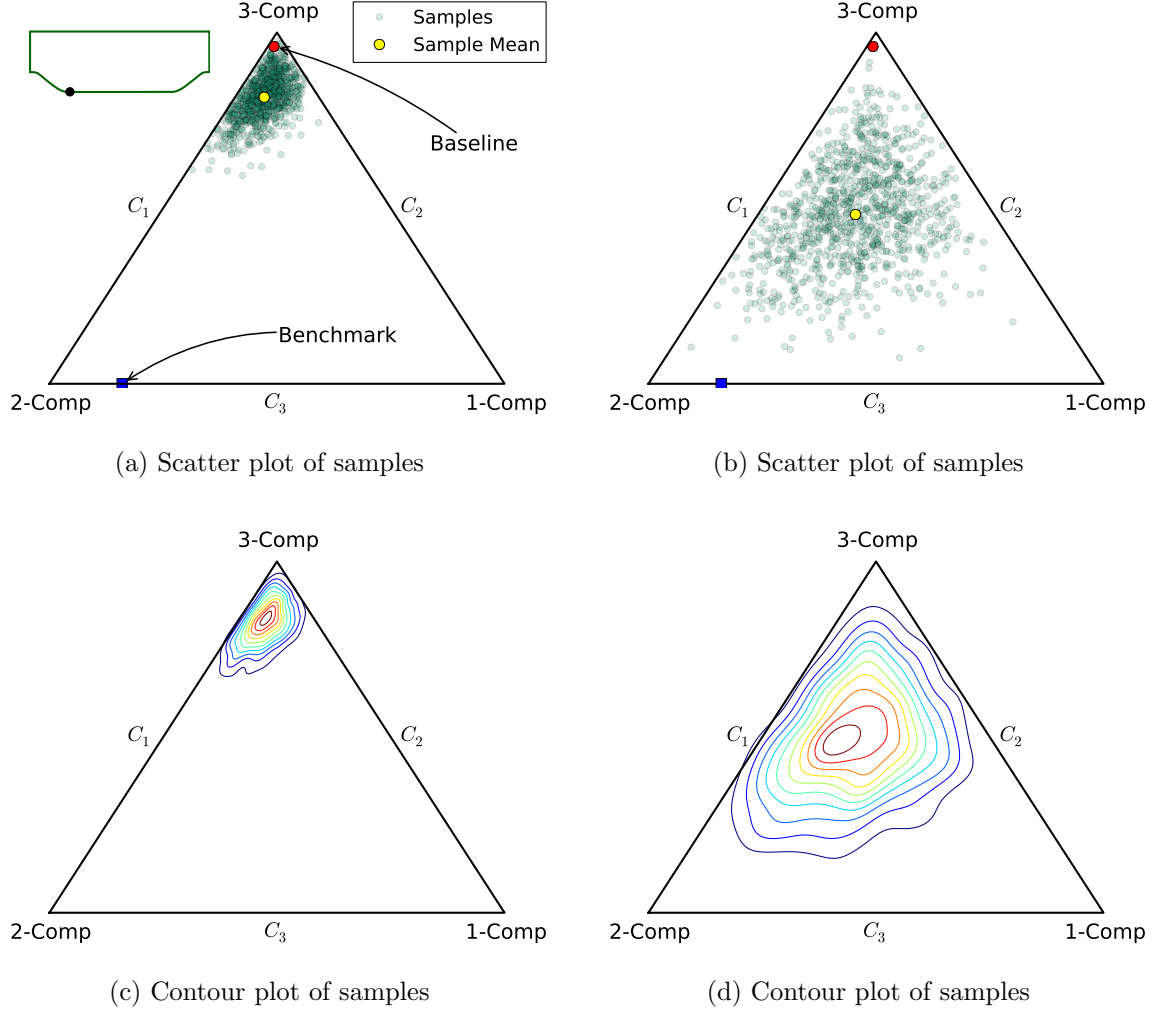 3-Comp
Samples
Sample Mean
Baseline
C1
C2
Benchmark
2-Comp
C3
1-Comp
(a) Scatter plot of samples
3-Comp
C1
C2
2-Comp
C3
1-Comp
(b) Scatter plot of samples
3-Comp
C1
C2
2-Comp
C3
1-Comp
(c) Contour plot of samples
3-Comp
C1
C2
2-Comp
C3
1-Comp
(d) Contour plot of samples